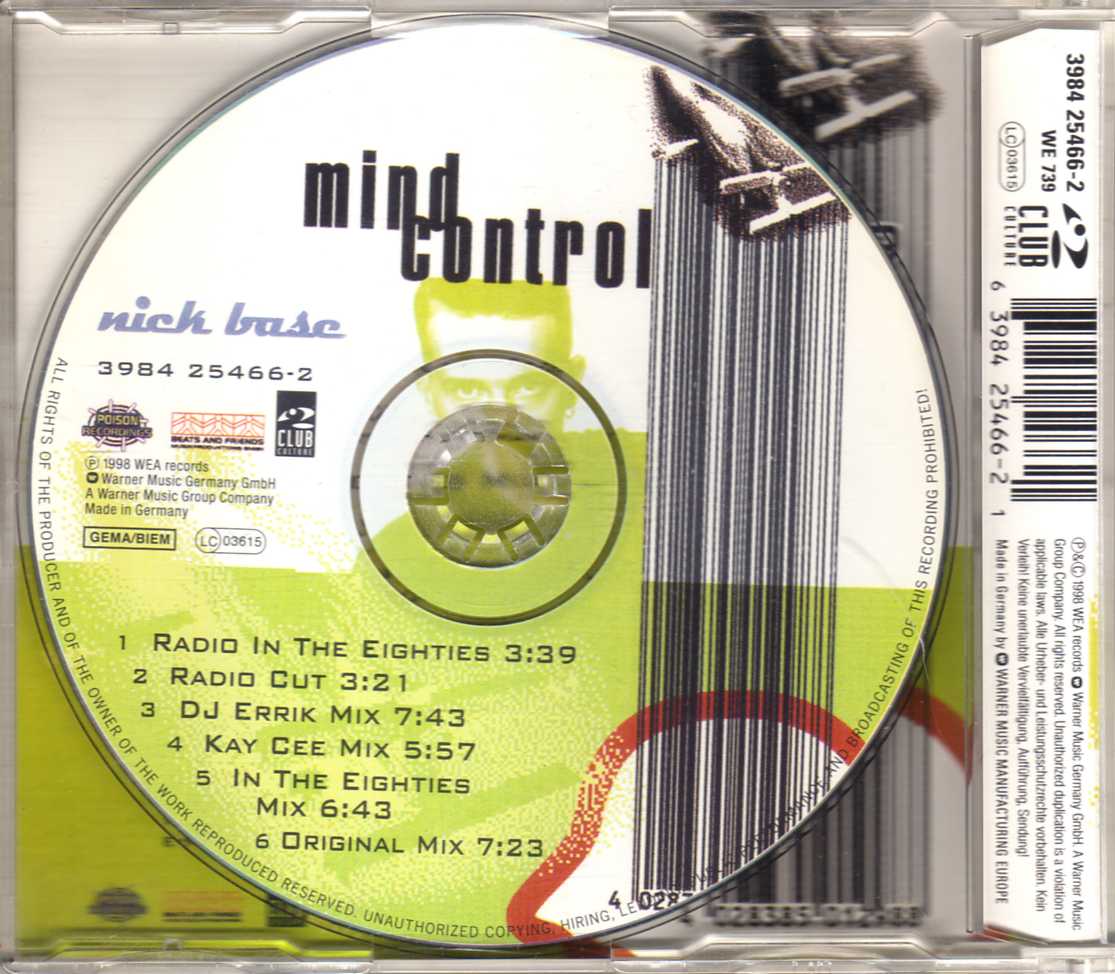 mind
control
nick base
3984 25466-2
POISON
RECORDINGS
BEATS AND FRIENDS
2
CLUB
CULTURE
℗ 1998 WEA records
Warner Music Germany GmbH
A Warner Music Group Company
Made in Germany
GEMA/BIEM
LC 03615
1 RADIO IN THE EIGHTIES 3:39
2 RADIO CUT 3:21
3 DJ ERRIK MIX 7:43
4 KAY CEE MIX 5:57
5 IN THE EIGHTIES
MIX 6:43
6 ORIGINAL MIX 7:23
ALL RIGHTS OF THE PRODUCER AND OF THE OWNER OF THE WORK REPRODUCED RESERVED. UNAUTHORIZED COPYING, HIRING, AND BROADCASTING OF THIS RECORDING PROHIBITED!
3984 25466-2
WE 739
LC 03615
2
CLUB
CULTURE
6 3984 25466-2 1
℗&© 1998 WEA records Warner Music Germany GmbH. A Warner Music
Group Company. All rights reserved. Unauthorized duplication is a violation of
applicable laws. Alle Urheber- und Leistungsschutzrechte vorbehalten. Kein
Verleih! Keine unerlaubte Vervielfältigung, Aufführung, Sendung!
Made in Germany by WARNER MUSIC MANUFACTURING EUROPE